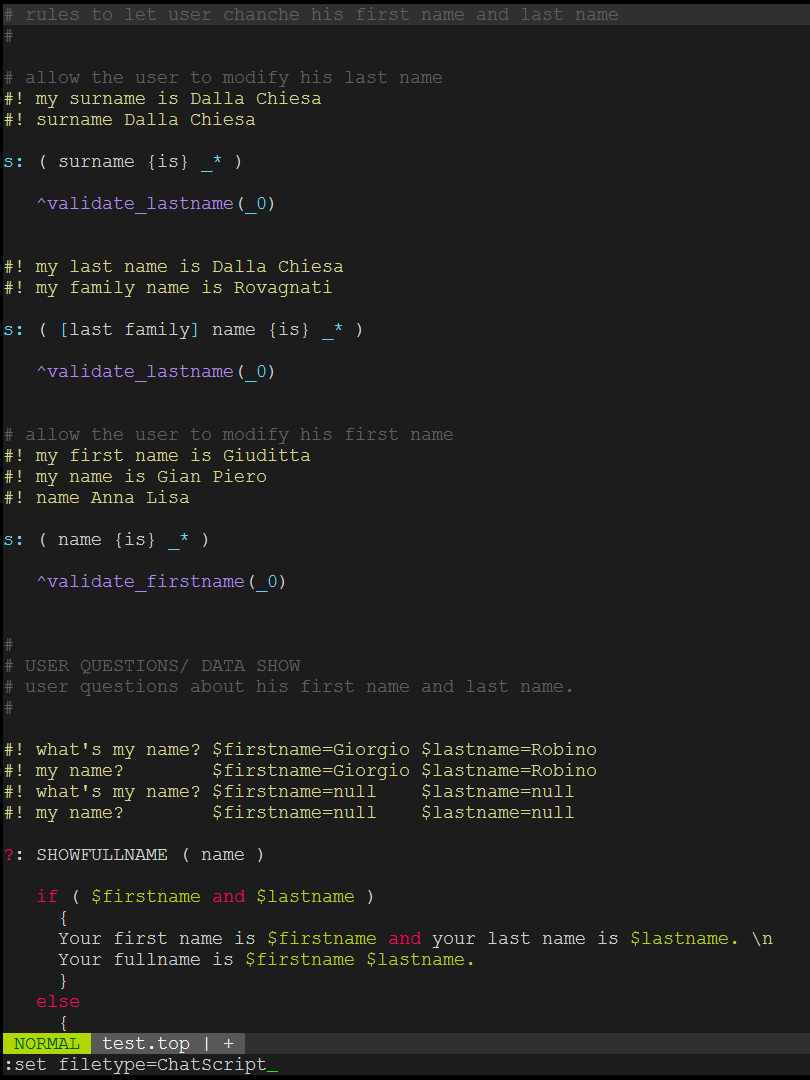 # rules to let user chanche his first name and last name
#
# allow the user to modify his last name
#! my surname is Dalla Chiesa
#! surname Dalla Chiesa
s: ( surname {is} _* )
^validate_lastname(_0)
#! my last name is Dalla Chiesa
#! my family name is Rovagnati
s: ( [last family] name {is} _* )
^validate_lastname(_0)
# allow the user to modify his first name
#! my first name is Giuditta
#! my name is Gian Piero
#! name Anna Lisa
s: ( name {is} _* )
^validate_firstname(_0)
#
# USER QUESTIONS/ DATA SHOW
# user questions about his first name and last name.
#
#! what's my name? $firstname=Giorgio $lastname=Robino
#! my name?        $firstname=Giorgio $lastname=Robino
#! what's my name? $firstname=null    $lastname=null
#! my name?        $firstname=null    $lastname=null
?: SHOWFULLNAME ( name )
if ( $firstname and $lastname )
{
Your first name is $firstname and your last name is $lastname. \n
Your fullname is $firstname $lastname.
}
else
{
NORMAL test.top | +
:set filetype=ChatScript_